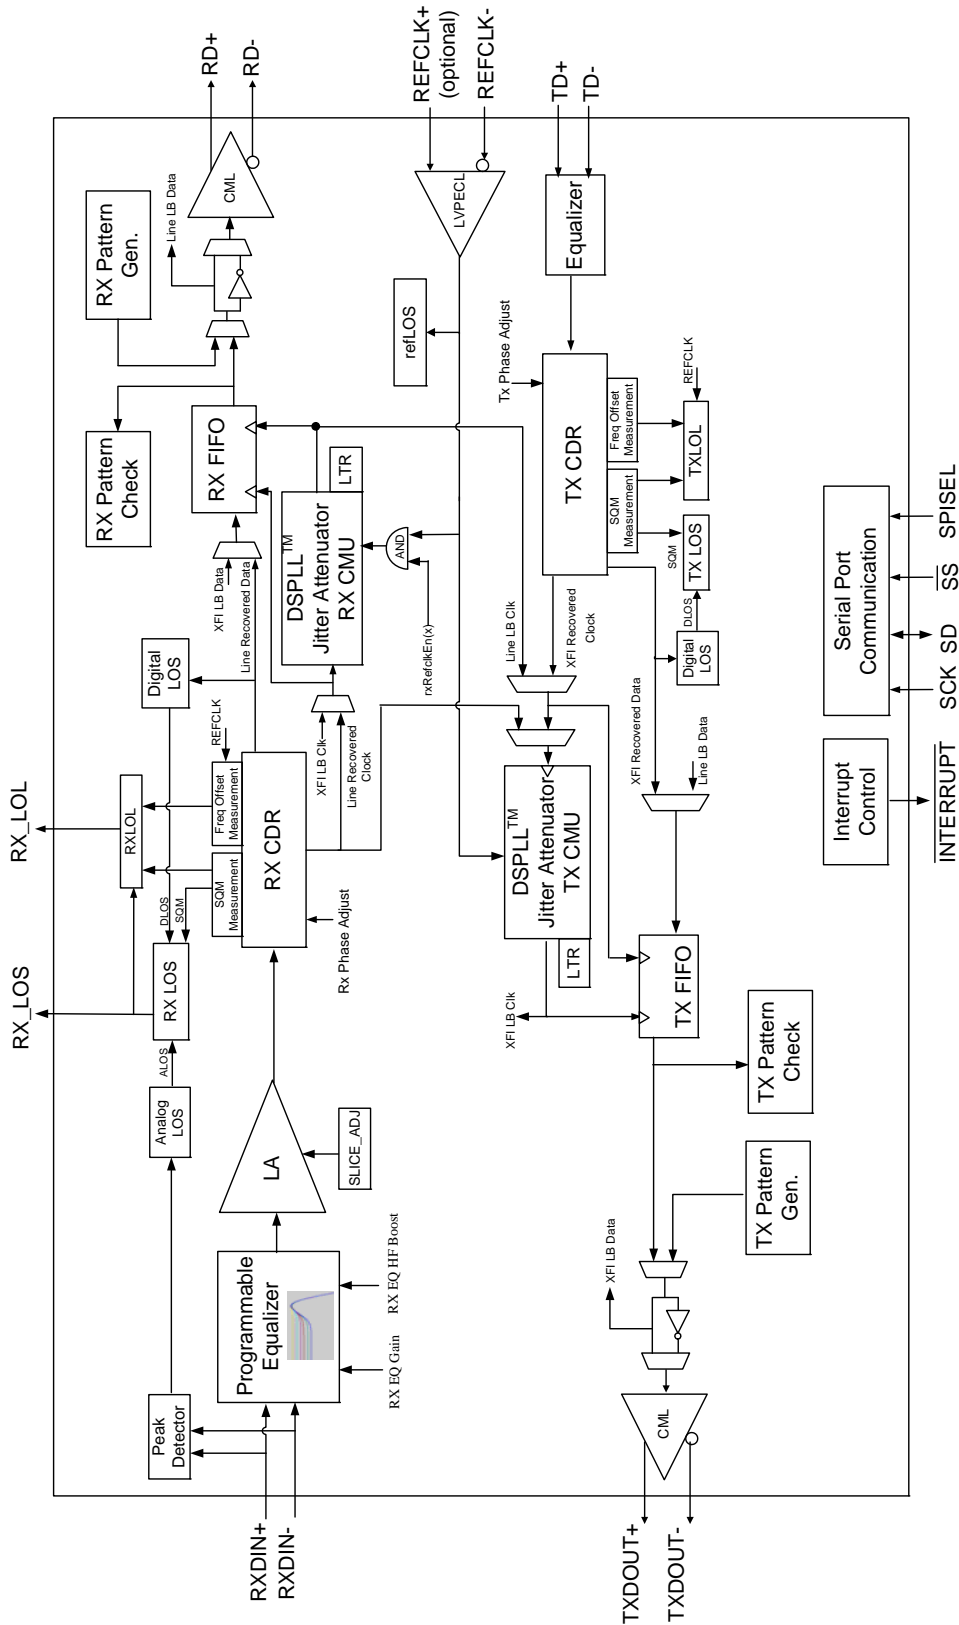 RX_LOS
RX_LOL
RD+
RD-
REFCLK+
(optional)
REFCLK-
TD+
TD-
RXDIN+
RXDIN-
Peak
Detector
Analog
LOS
ALOS
RX LOS
DLOS
SQM
RXLOL
Digital
LOS
REFCLK
RX Pattern
Check
RX Pattern
Gen.
Line LB Data
CML
Programmable
Equalizer
RX EQ Gain
RX EQ HF Boost
LA
SLICE_ADJ
SQM
Measurement
Freq Offset
Measurement
RX CDR
Rx Phase Adjust
XFI LB Data
Line Recovered Data
RX FIFO
XFI LB Clk
Line Recovered
Clock
DSPLL TM
Jitter Attenuator
RX CMU
LTR
AND
rxRefclkEn(x)
refLOS
LVPECL
Equalizer
Tx Phase Adjust
TX CDR
SQM
Measurement
Freq Offset
Measurement
REFCLK
TXLOL
SQM
TX LOS
DLOS
Digital
LOS
Line LB Clk
XFI Recovered
Clock
XFI Recovered Data
Line LB Data
DSPLL TM
Jitter Attenuator
TX CMU
LTR
XFI LB Clk
TX FIFO
TX Pattern
Check
TX Pattern
Gen.
XFI LB Data
CML
TXDOUT+
TXDOUT-
Interrupt
Control
INTERRUPT
Serial Port
Communication
SCK
SD
SS
SPISEL